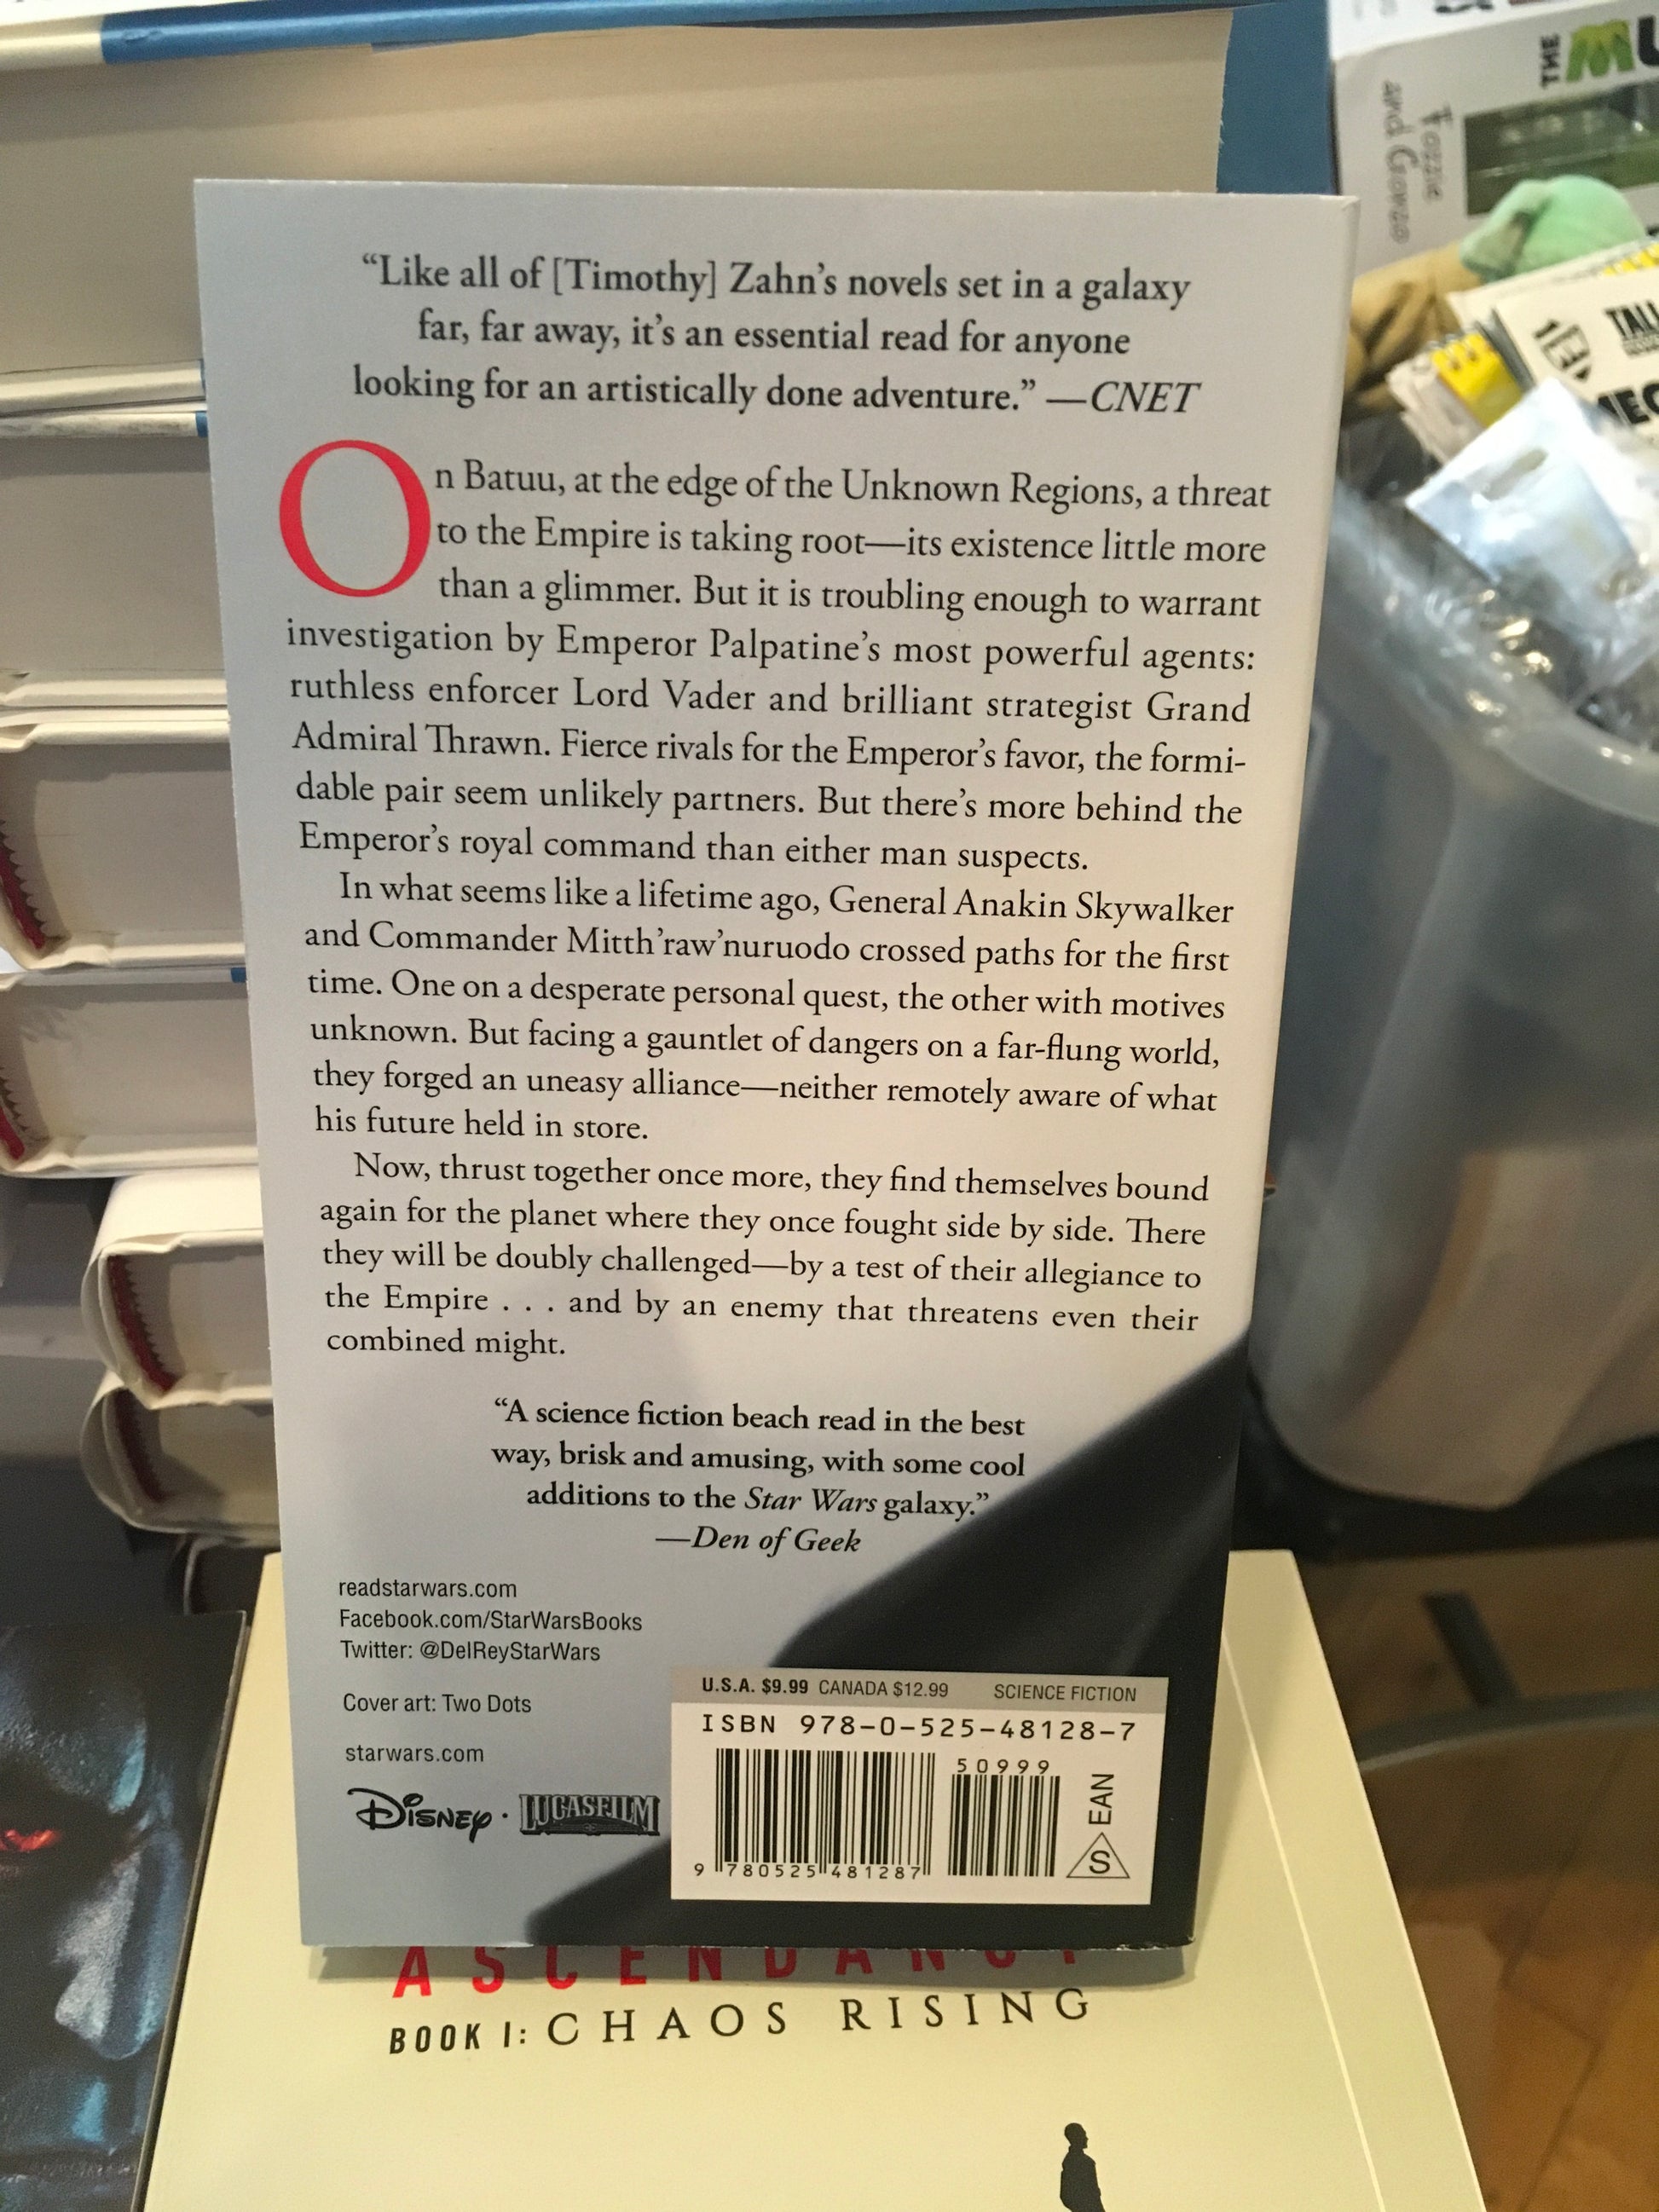 THE MU
Fozzie
and Gonzo
TALL
“Like all of [Timothy] Zahn’s novels set in a galaxy
far, far away, it’s an essential read for anyone
looking for an artistically done adventure.” —CNET
On Batuu, at the edge of the Unknown Regions, a threat
to the Empire is taking root—its existence little more
than a glimmer. But it is troubling enough to warrant
investigation by Emperor Palpatine’s most powerful agents:
ruthless enforcer Lord Vader and brilliant strategist Grand
Admiral Thrawn. Fierce rivals for the Emperor’s favor, the formi-
dable pair seem unlikely partners. But there’s more behind the
Emperor’s royal command than either man suspects.
In what seems like a lifetime ago, General Anakin Skywalker
and Commander Mitth’raw’nuruodo crossed paths for the first
time. One on a desperate personal quest, the other with motives
unknown. But facing a gauntlet of dangers on a far-flung world,
they forged an uneasy alliance—neither remotely aware of what
his future held in store.
Now, thrust together once more, they find themselves bound
again for the planet where they once fought side by side. There
they will be doubly challenged—by a test of their allegiance to
the Empire . . . and by an enemy that threatens even their
combined might.
“A science fiction beach read in the best
way, brisk and amusing, with some cool
additions to the Star Wars galaxy.”
—Den of Geek
readstarwars.com
Facebook.com/StarWarsBooks
Twitter: @DelReyStarWars
Cover art: Two Dots
starwars.com
Disney · LUCASFILM
U.S.A. $9.99 CANADA $12.99 SCIENCE FICTION
ISBN 978-0-525-48128-7
50999
9 780525 481287
EAN
S
ASCENDANCY
BOOK I: CHAOS RISING